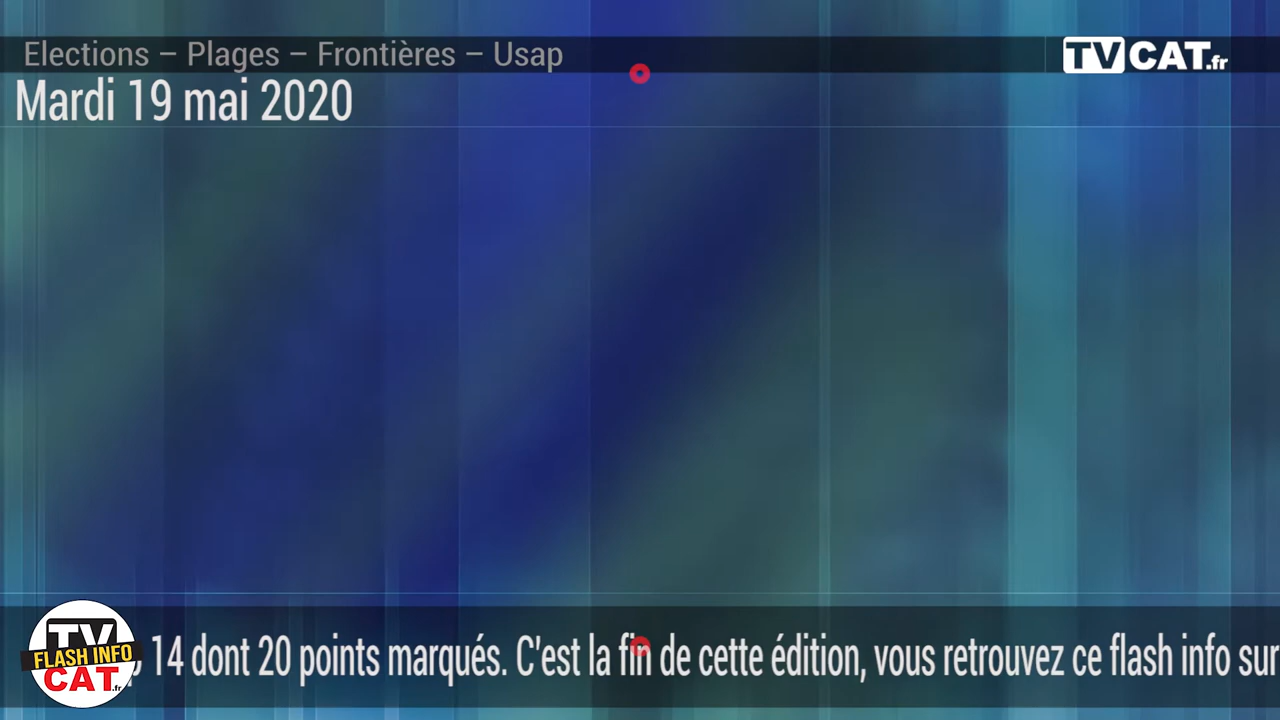 Elections – Plages – Frontières – Usap
TVCAT.fr
Mardi 19 mai 2020
TV
FLASH INFO
CAT.fr
14 dont 20 points marqués. C'est la fin de cette édition, vous retrouvez ce flash info sur